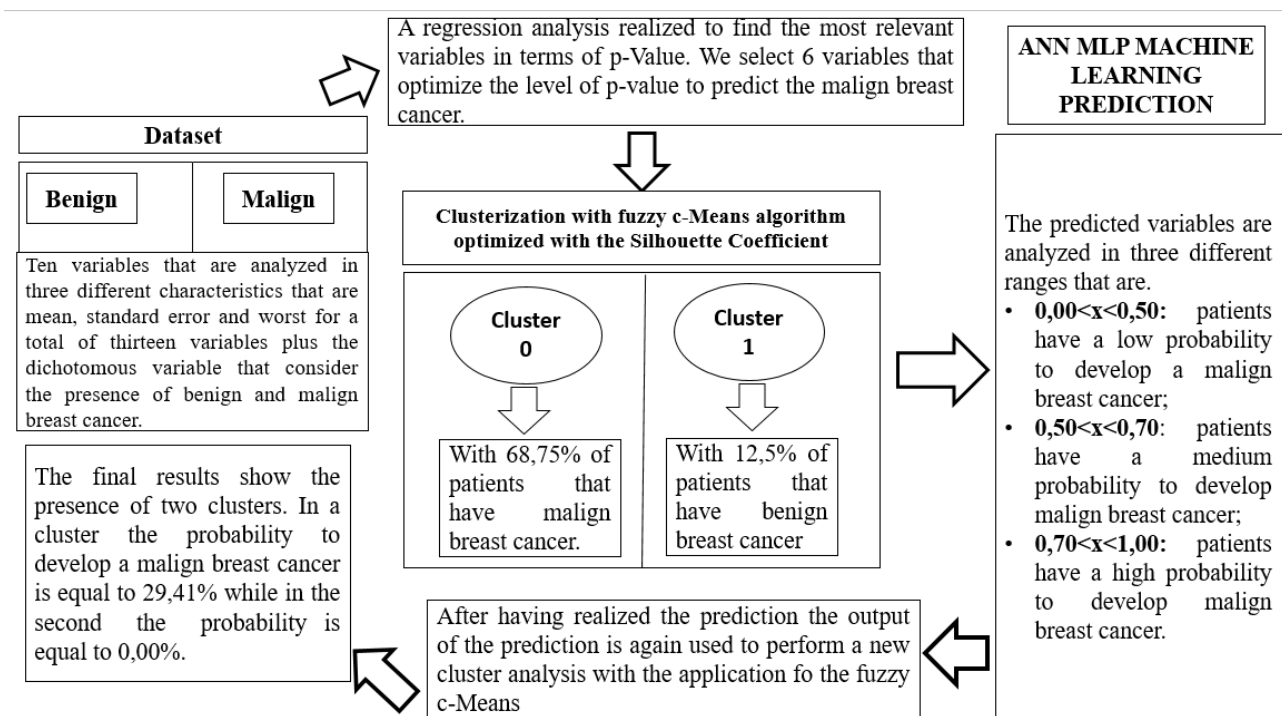 A regression analysis realized to find the most relevant
variables in terms of p-Value. We select 6 variables that
optimize the level of p-value to predict the malign breast
cancer.
Dataset
Benign
Malign
Ten variables that are analyzed in
three different characteristics that are
mean, standard error and worst for a
total of thirteen variables plus the
dichotomous variable that consider
the presence of benign and malign
breast cancer.
Clusterization with fuzzy c-Means algorithm
optimized with the Silhouette Coefficient
Cluster
0
Cluster
1
With 68,75% of
patients that
have malign
breast cancer.
With 12,5% of
patients that
have benign
breast cancer
ANN MLP MACHINE
LEARNING
PREDICTION
The predicted variables are
analyzed in three different
ranges that are.
• 0,00<x<0,50: patients
have a low probability
to develop a malign
breast cancer;
• 0,50<x<0,70: patients
have a medium
probability to develop
malign breast cancer;
• 0,70<x<1,00: patients
have a high probability
to develop malign
breast cancer.
After having realized the prediction the output
of the prediction is again used to perform a new
cluster analysis with the application fo the fuzzy
c-Means
The final results show the
presence of two clusters. In a
cluster the probability to
develop a malign breast cancer
is equal to 29,41% while in the
second the probability is
equal to 0,00%.